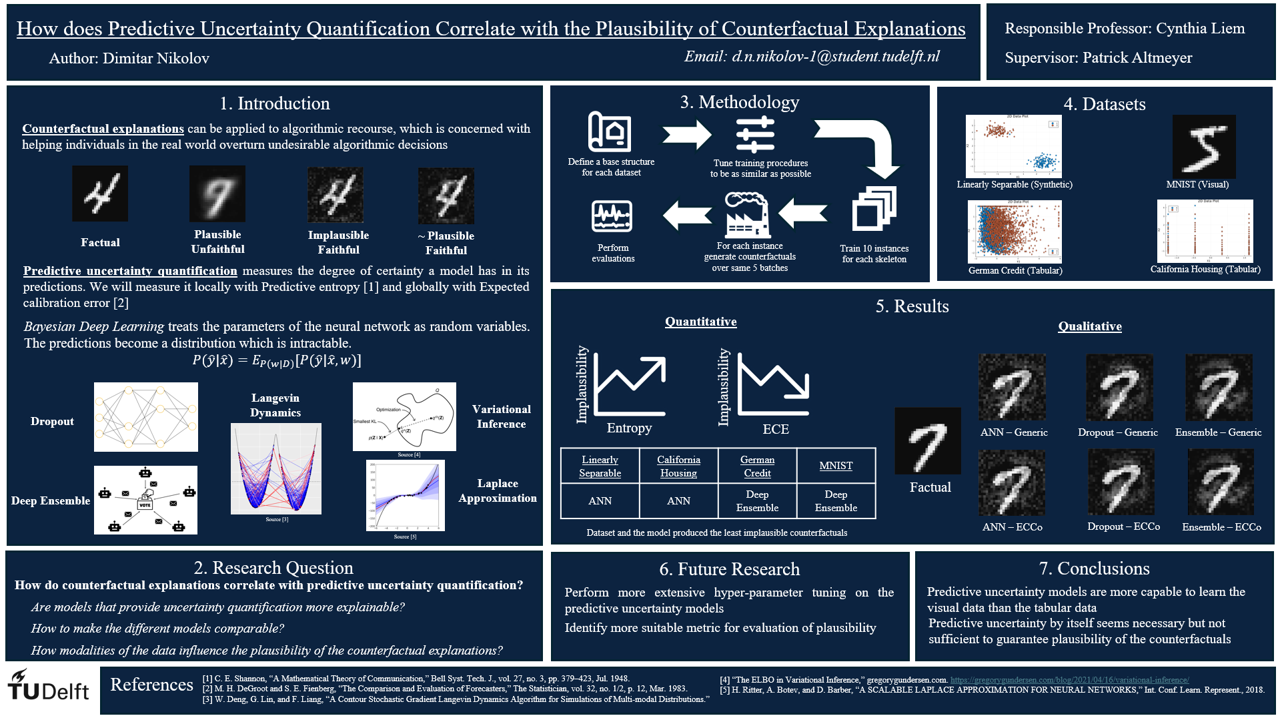 How does Predictive Uncertainty Quantification Correlate with the Plausibility of Counterfactual Explanations
Author: Dimitar Nikolov
Email: d.n.nikolov-1@student.tudelft.nl
Responsible Professor: Cynthia Liem
Supervisor: Patrick Altmeyer
1. Introduction
Counterfactual explanations can be applied to algorithmic recourse, which is concerned with
helping individuals in the real world overturn undesirable algorithmic decisions
Factual
Plausible
Unfaithful
Implausible
Faithful
~ Plausible
Faithful
Predictive uncertainty quantification measures the degree of certainty a model has in its
predictions. We will measure it locally with Predictive entropy [1] and globally with Expected
calibration error [2]
Bayesian Deep Learning treats the parameters of the neural network as random variables.
The predictions become a distribution which is intractable.
P(ŷ|x̂) = E_{P(w|D)}[P(ŷ|x̂, w)]
Dropout
Langevin
Dynamics
Optimization
Smallest KL
Variational
Inference
Source [4]
Deep Ensemble
VOTE
Source [3]
Laplace
Approximation
Source [5]
2. Research Question
How do counterfactual explanations correlate with predictive uncertainty quantification?
Are models that provide uncertainty quantification more explainable?
How to make the different models comparable?
How modalities of the data influence the plausibility of the counterfactual explanations?
3. Methodology
Define a base structure
for each dataset
Tune training procedures
to be as similar as possible
Train 10 instances
for each skeleton
For each instance
generate counterfactuals
over same 5 batches
Perform
evaluations
4. Datasets
2D Data Plot
Linearly Separable (Synthetic)
MNIST (Visual)
2D Data Plot
German Credit (Tabular)
2D Data Plot
California Housing (Tabular)
5. Results
Quantitative
Implausibility
Entropy
Implausibility
ECE
Linearly
Separable
California
Housing
German
Credit
MNIST
ANN
ANN
Deep
Ensemble
Deep
Ensemble
Dataset and the model produced the least implausible counterfactuals
Qualitative
Factual
ANN – Generic
Dropout – Generic
Ensemble – Generic
ANN – ECCo
Dropout – ECCo
Ensemble – ECCo
6. Future Research
Perform more extensive hyper-parameter tuning on the
predictive uncertainty models
Identify more suitable metric for evaluation of plausibility
7. Conclusions
Predictive uncertainty models are more capable to learn the
visual data than the tabular data
Predictive uncertainty by itself seems necessary but not
sufficient to guarantee plausibility of the counterfactuals
TUDelft
References
[1] C. E. Shannon, “A Mathematical Theory of Communication,” Bell Syst. Tech. J., vol. 27, no. 3, pp. 379–423, Jul. 1948.
[2] M. H. DeGroot and S. E. Fienberg, “The Comparison and Evaluation of Forecasters,” The Statistician, vol. 32, no. 1/2, p. 12, Mar. 1983.
[3] W. Deng, G. Lin, and F. Liang, “A Contour Stochastic Gradient Langevin Dynamics Algorithm for Simulations of Multi-modal Distributions.”
[4] “The ELBO in Variational Inference,” gregorygundersen.com. https://gregorygundersen.com/blog/2021/04/16/variational-inference/
[5] H. Ritter, A. Botev, and D. Barber, “A SCALABLE LAPLACE APPROXIMATION FOR NEURAL NETWORKS,” Int. Conf. Learn. Represent., 2018.